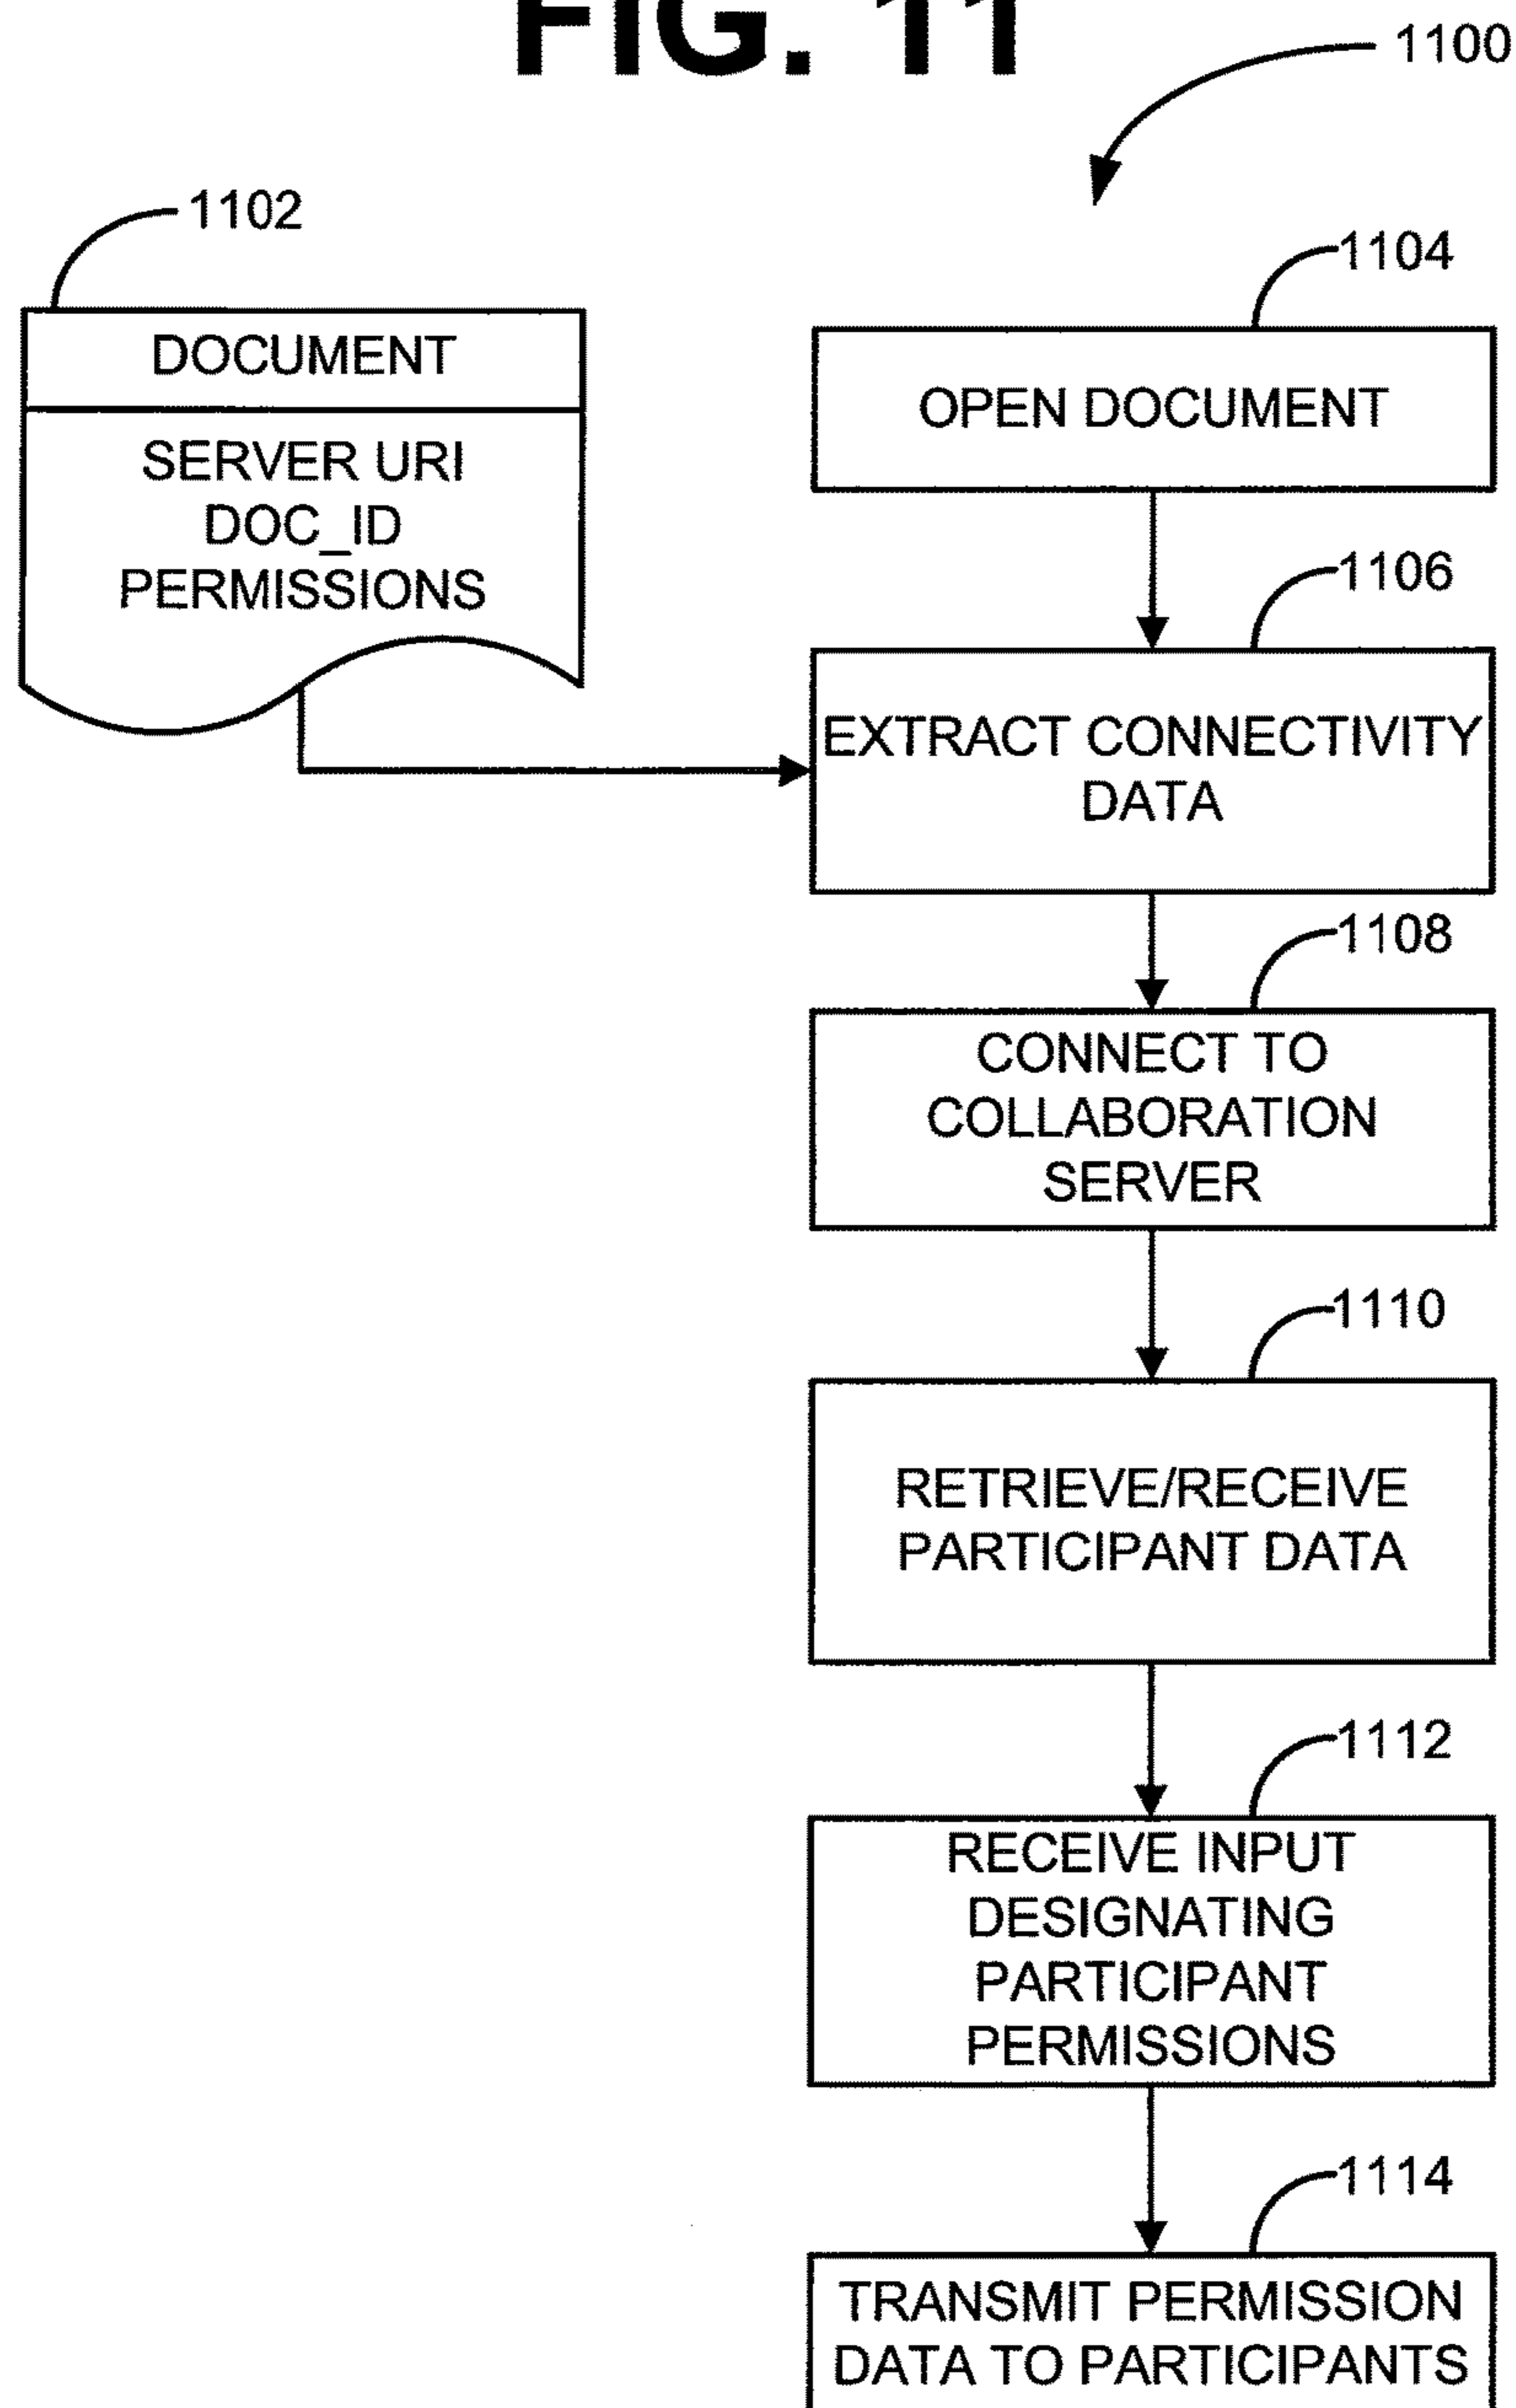 FIG. 11
1100
1102
DOCUMENT
SERVER URI
DOC_ID
PERMISSIONS
1104
OPEN DOCUMENT
1106
EXTRACT CONNECTIVITY
DATA
1108
CONNECT TO
COLLABORATION
SERVER
1110
RETRIEVE/RECEIVE
PARTICIPANT DATA
1112
RECEIVE INPUT
DESIGNATING
PARTICIPANT
PERMISSIONS
1114
TRANSMIT PERMISSION
DATA TO PARTICIPANTS